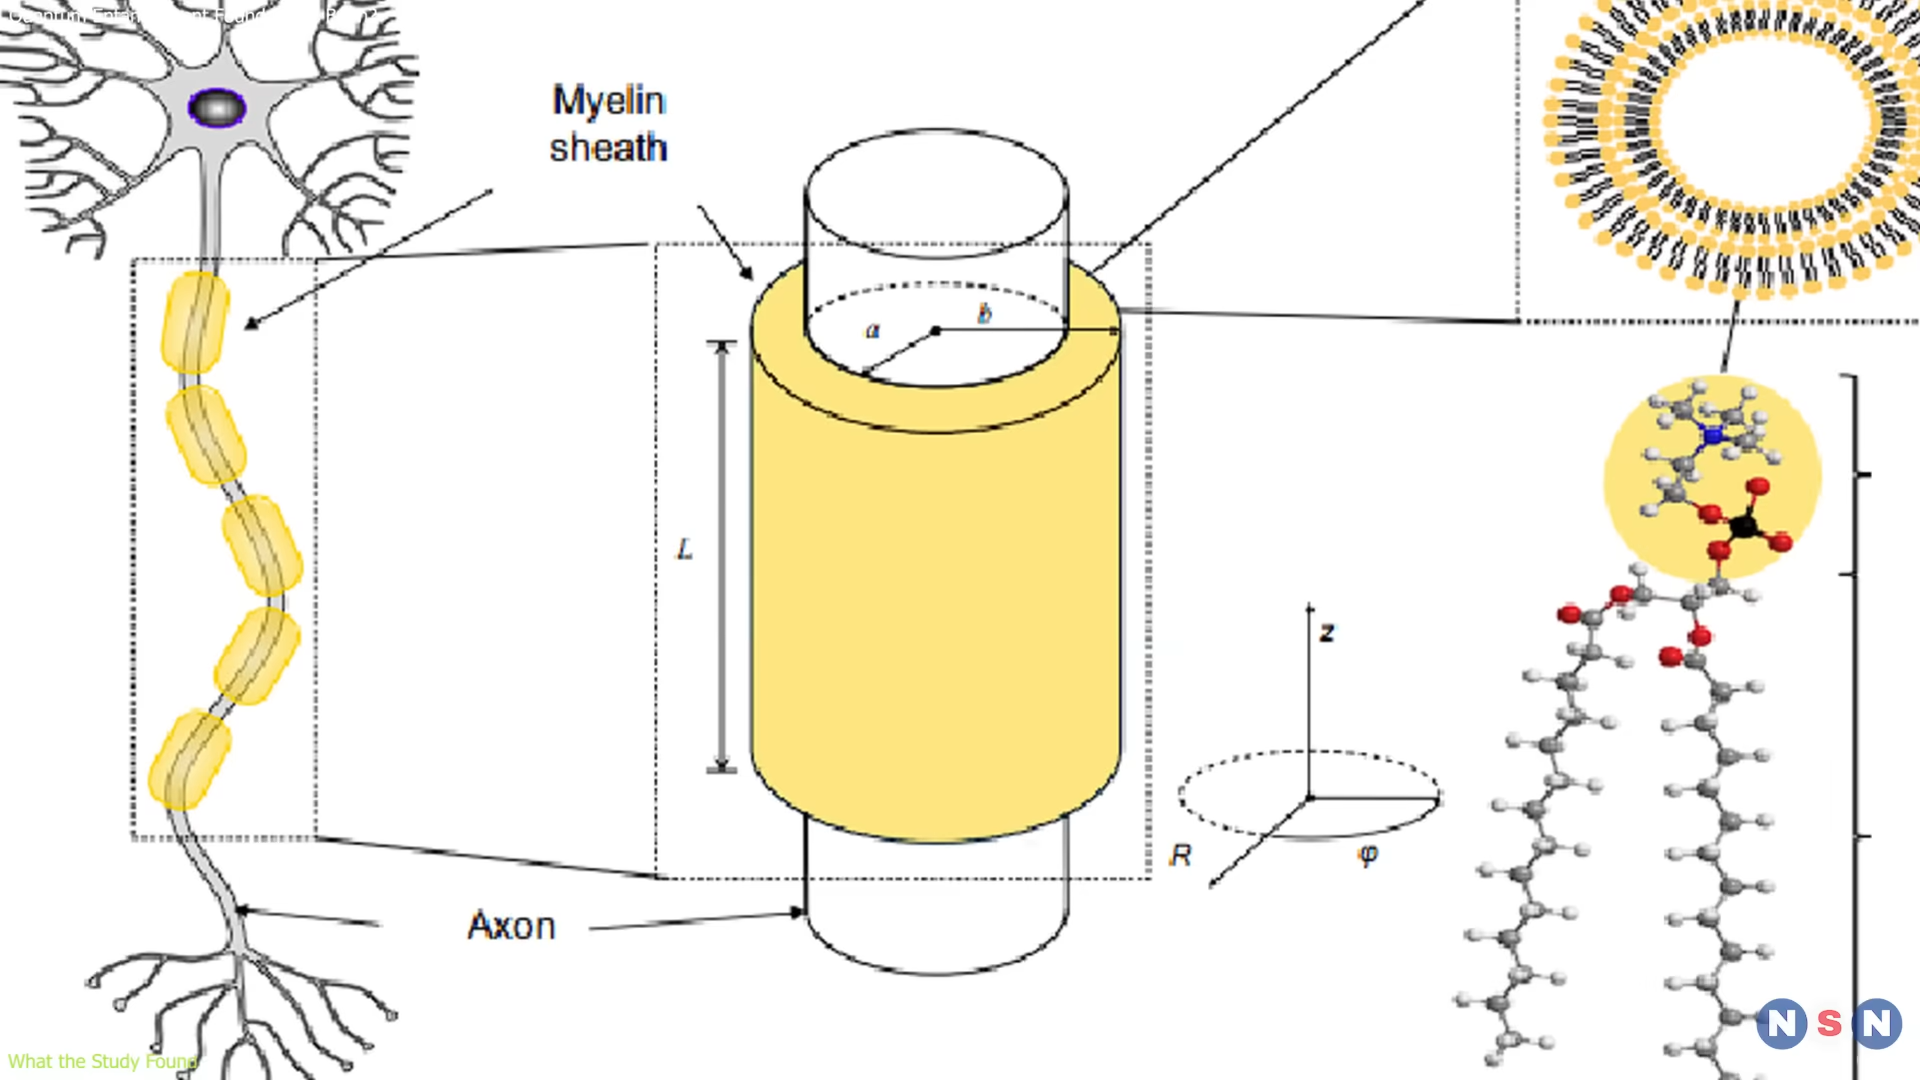 Myelin
sheath
a
b
L
z
R
φ
Axon
What the Study Found
NSN